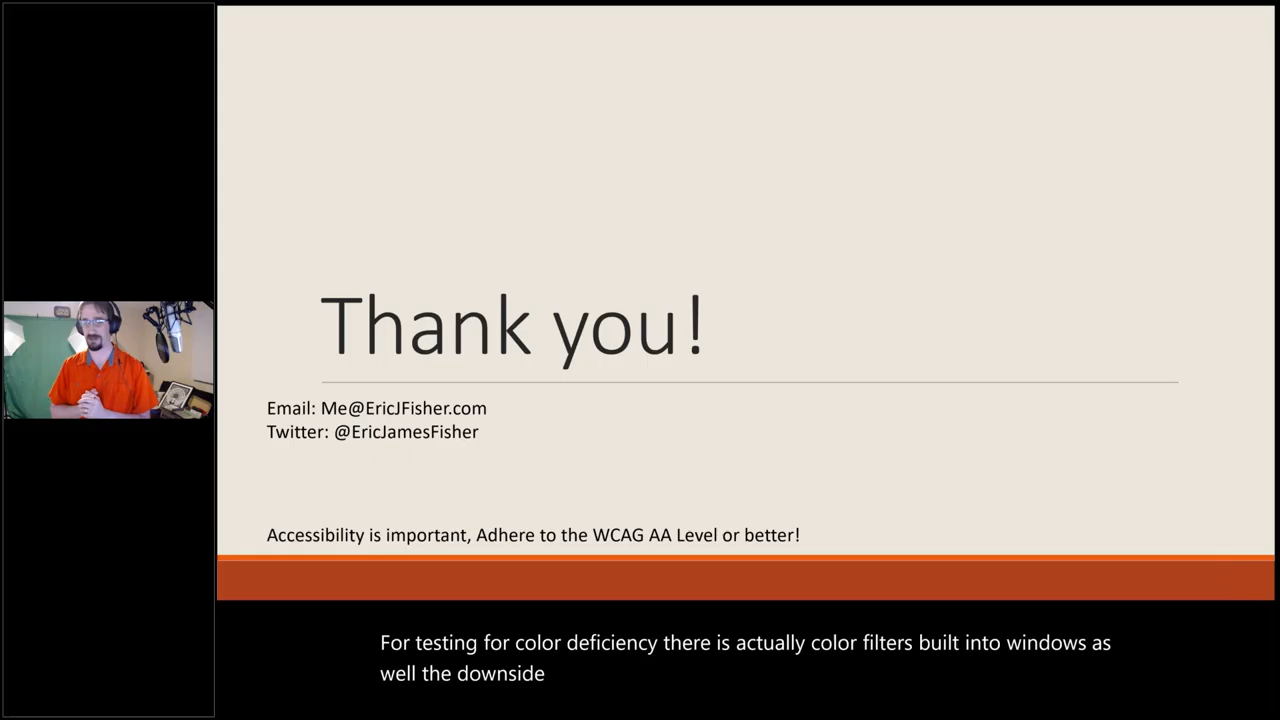 Thank you!
Email: Me@EricJFisher.com
Twitter: @EricJamesFisher
Accessibility is important, Adhere to the WCAG AA Level or better!
For testing for color deficiency there is actually color filters built into windows as
well the downside